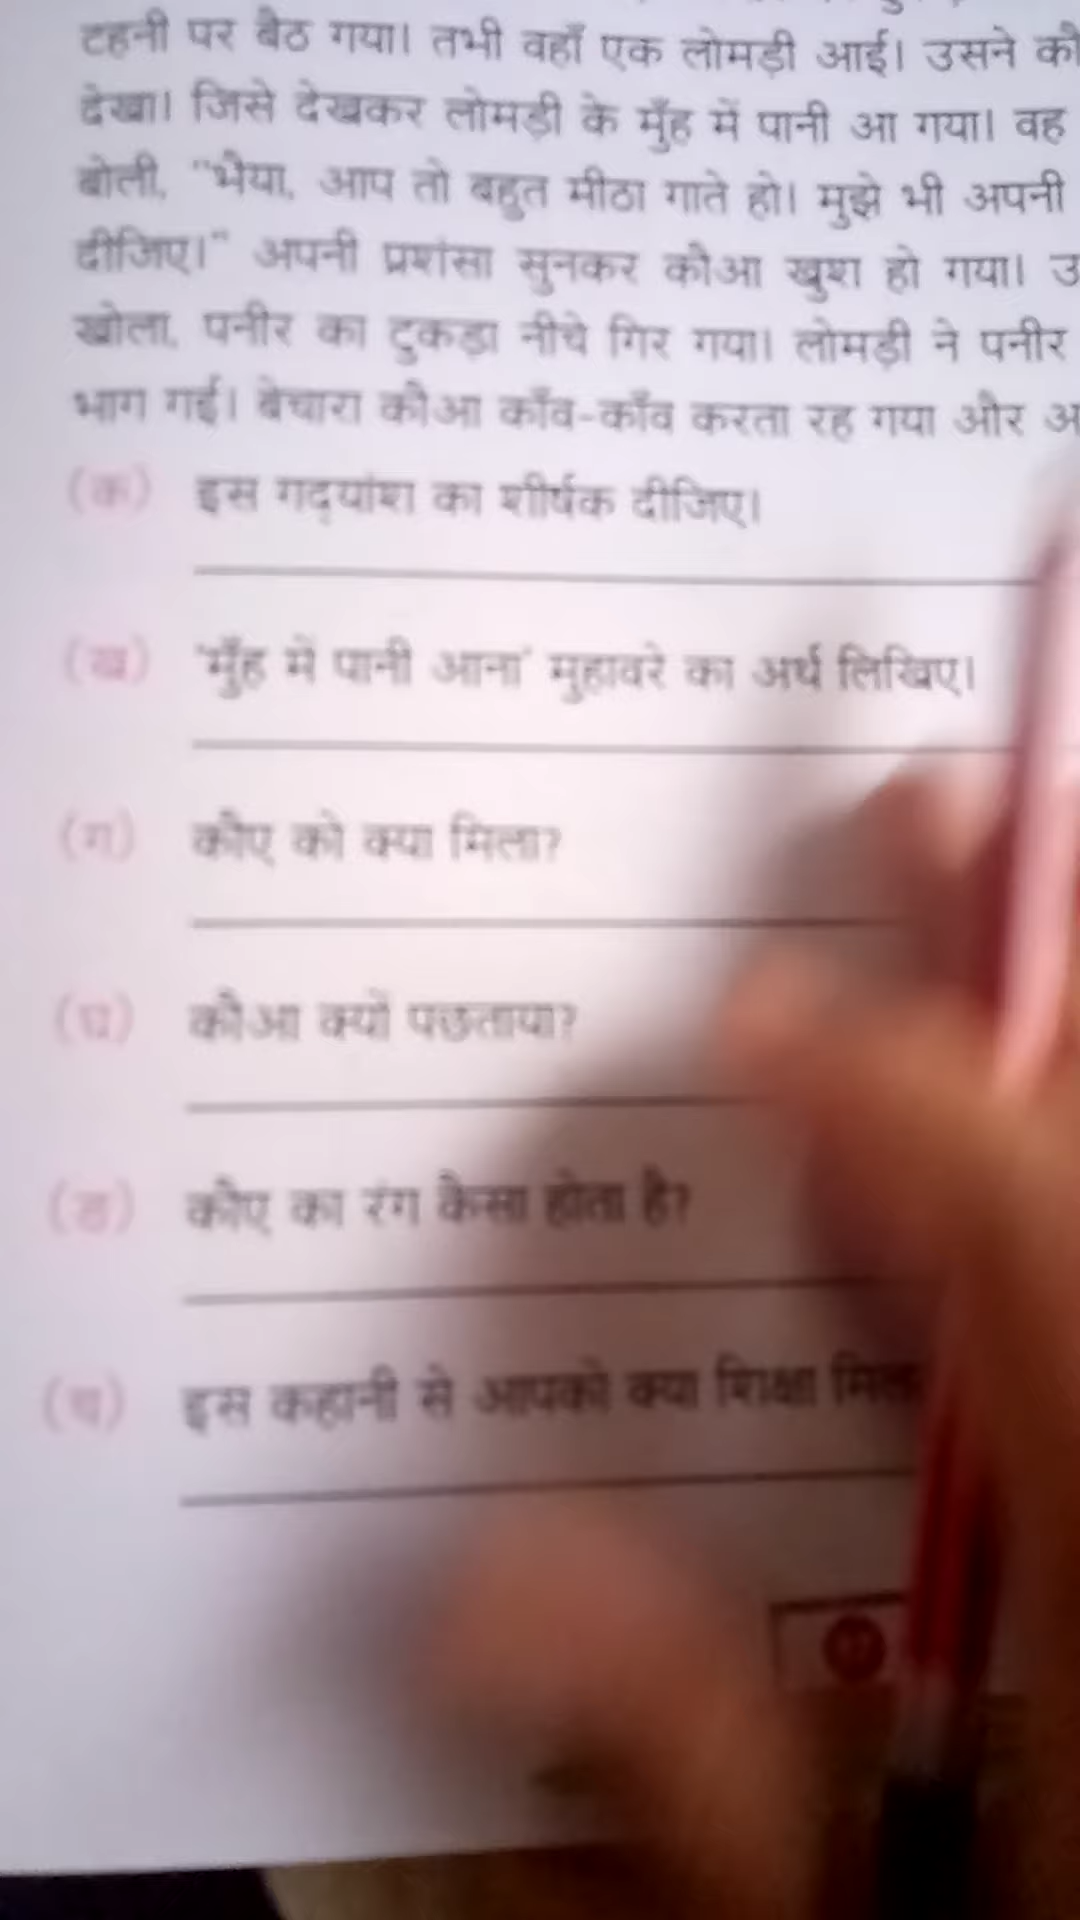 टहनी पर बैठ गया। तभी वहाँ एक लोमड़ी आई। उसने
देखा। जिसे देखकर लोमड़ी के मुँह में पानी आ गया। वह
बोली, "भैया, आप तो बहुत मीठा गाते हो। मुझे भी अपनी
दीजिए।" अपनी प्रशंसा सुनकर कौआ खुश हो गया।
खोला, पनीर का टुकड़ा नीचे गिर गया। लोमड़ी ने पनीर
भाग गई। बेचारा कौआ काँव-काँव करता रह गया और
(क) इस गद्यांश का शीर्षक दीजिए।
(ख) 'मुँह में पानी आना' मुहावरे का अर्थ लिखिए।
(ग) कौए को क्या मिला?
(घ) कौआ क्यों पछताया?
(ङ) कौए का रंग कैसा होता है?
(च) इस कहानी से आपको क्या शिक्षा